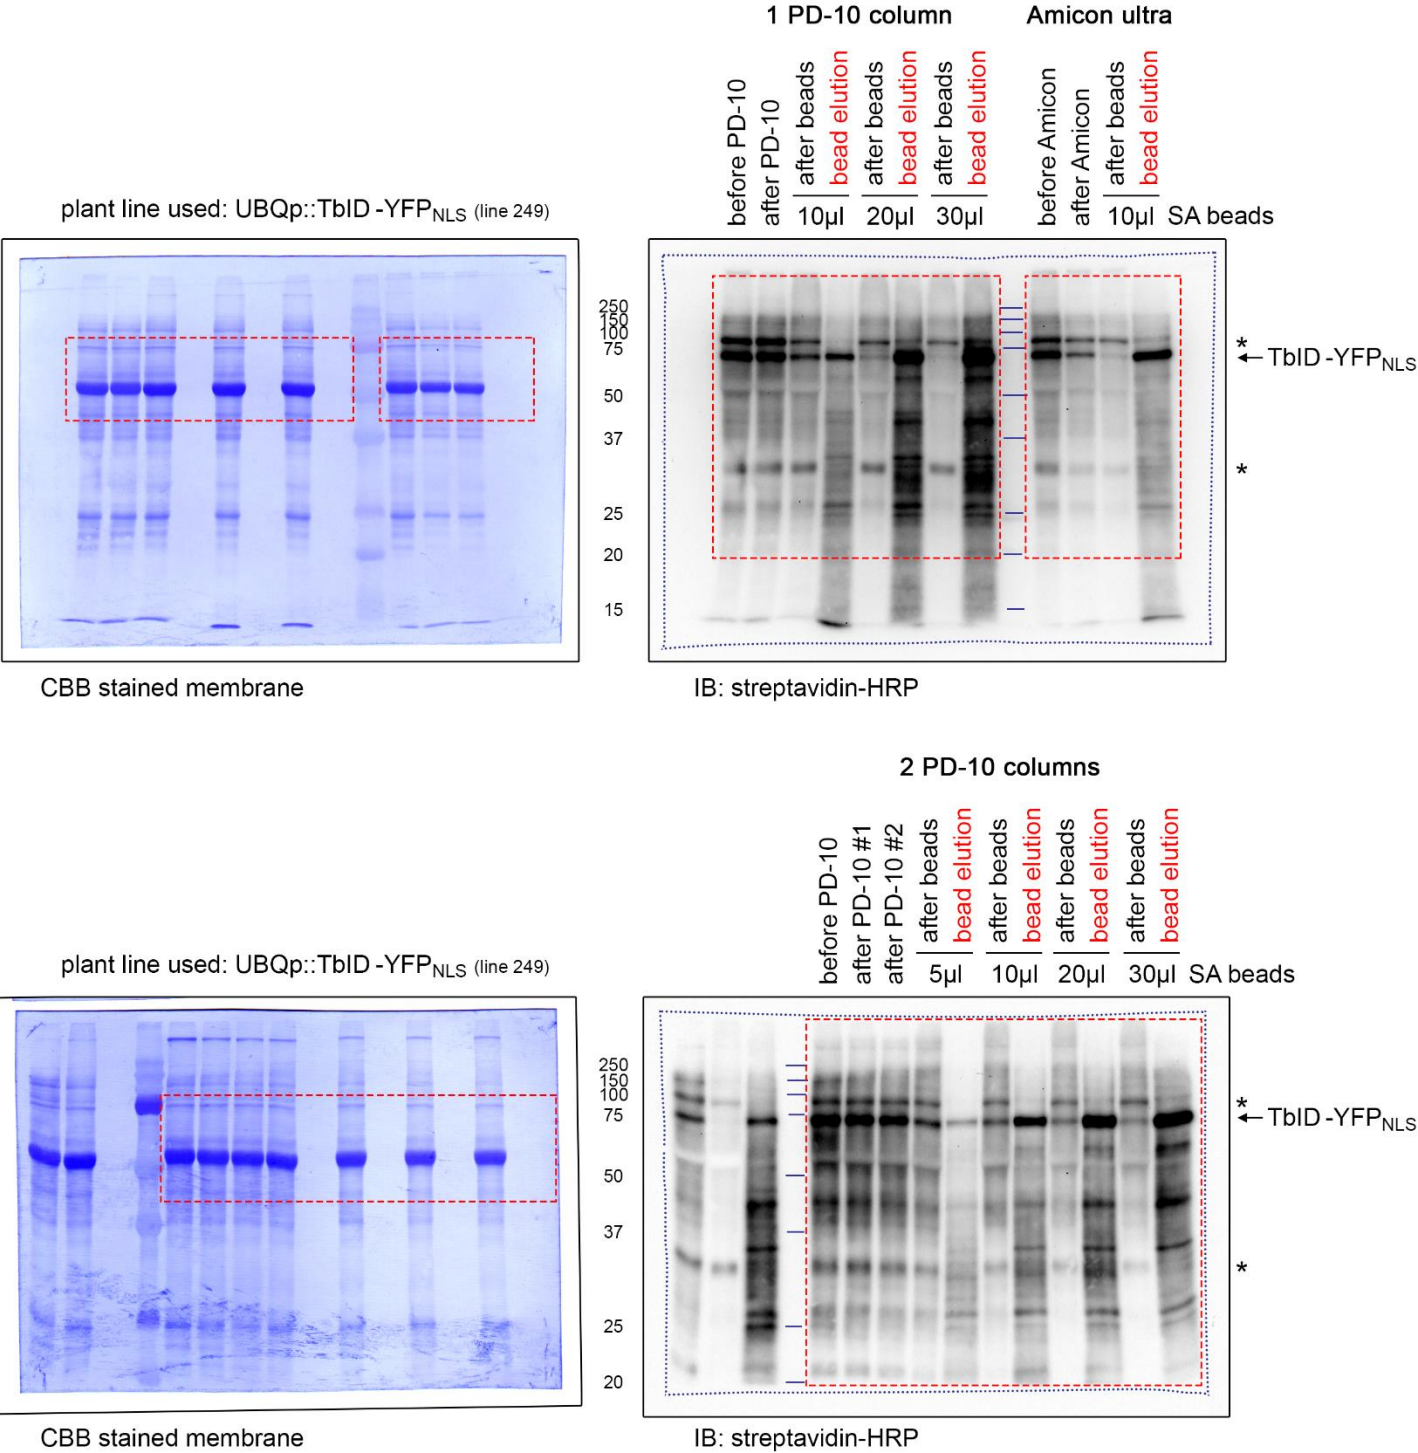 1 PD-10 column
Amicon ultra
before PD-10
after PD-10
after beads
bead elution
after beads
bead elution
after beads
bead elution
before Amicon
after Amicon
after beads
bead elution
10µl
20µl
30µl
10µl
SA beads
plant line used: UBQp::TbID-YFPNLS (line 249)
250
150
100
75
50
37
25
20
15
*
←TbID-YFPNLS
*
CBB stained membrane
IB: streptavidin-HRP
2 PD-10 columns
before PD-10
after PD-10 #1
after PD-10 #2
after beads
bead elution
after beads
bead elution
after beads
bead elution
after beads
bead elution
5µl
10µl
20µl
30µl
SA beads
plant line used: UBQp::TbID-YFPNLS (line 249)
250
150
100
75
50
37
25
20
*
←TbID-YFPNLS
*
CBB stained membrane
IB: streptavidin-HRP